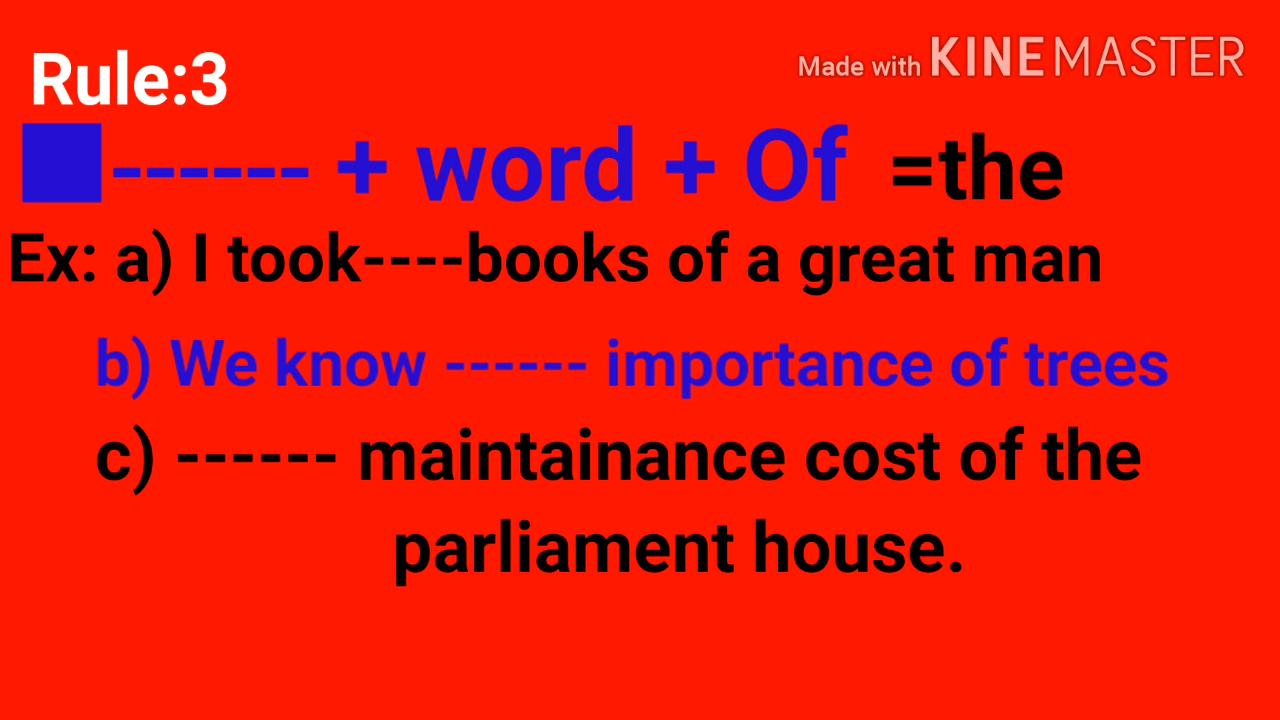 Made with KINEMASTER
Rule:3
------ + word + Of =the
Ex: a) I took----books of a great man
b) We know ------ importance of trees
c) ------ maintainance cost of the
parliament house.